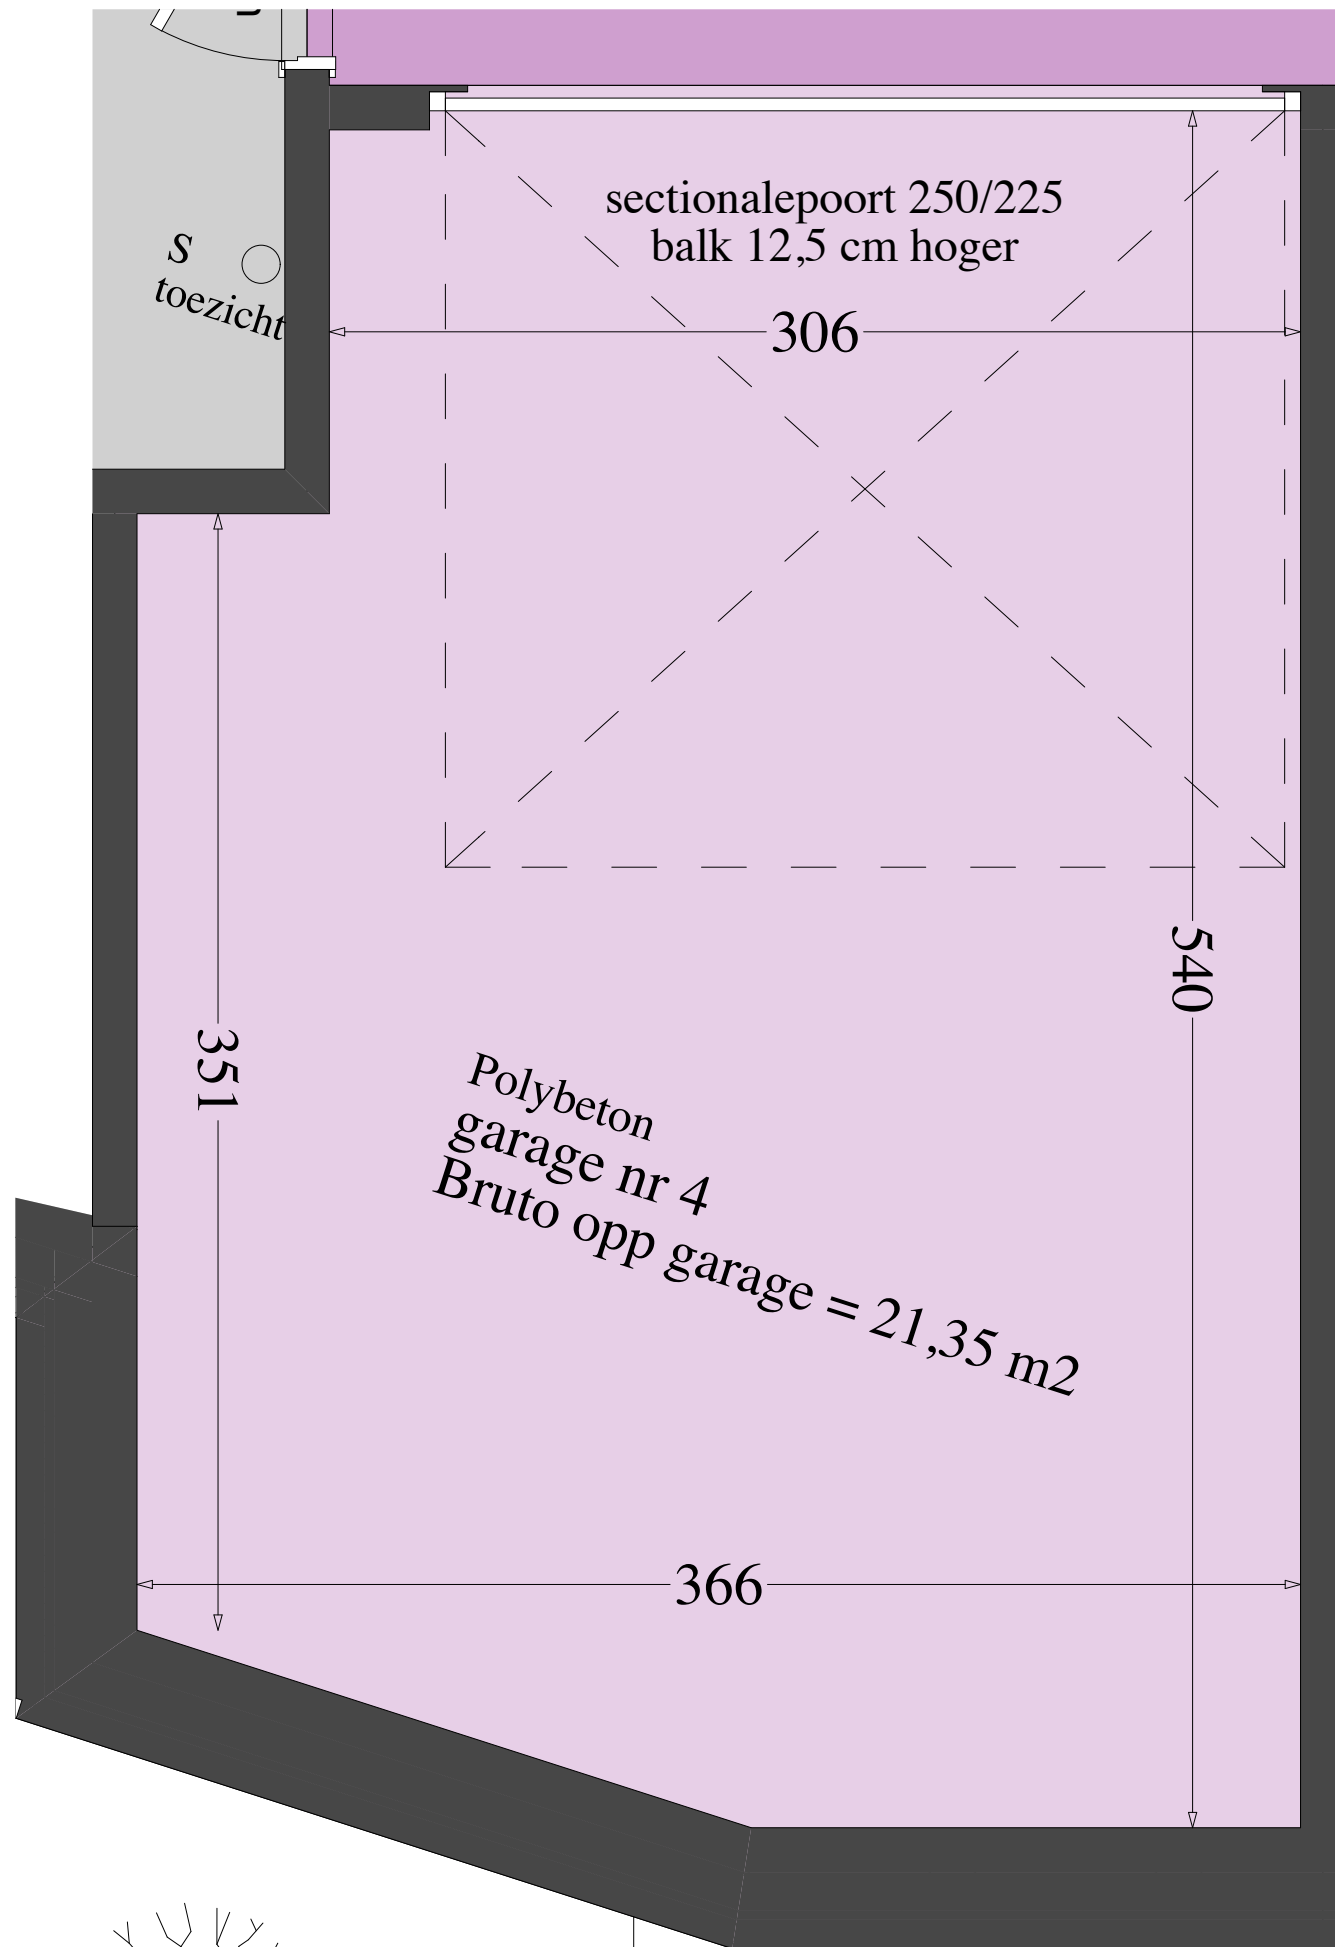 sectionalepoort 250/225
balk 12,5 cm hoger
S
toezicht
306
540
351
Polybeton
garage nr 4
Bruto opp garage = 21,35 m2
366